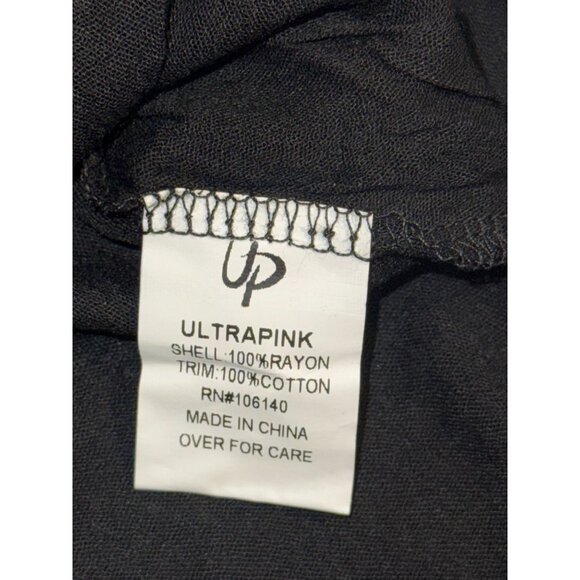 UP
ULTRAPINK
SHELL:100%RAYON
TRIM:100%COTTON
RN#106140
MADE IN CHINA
OVER FOR CARE